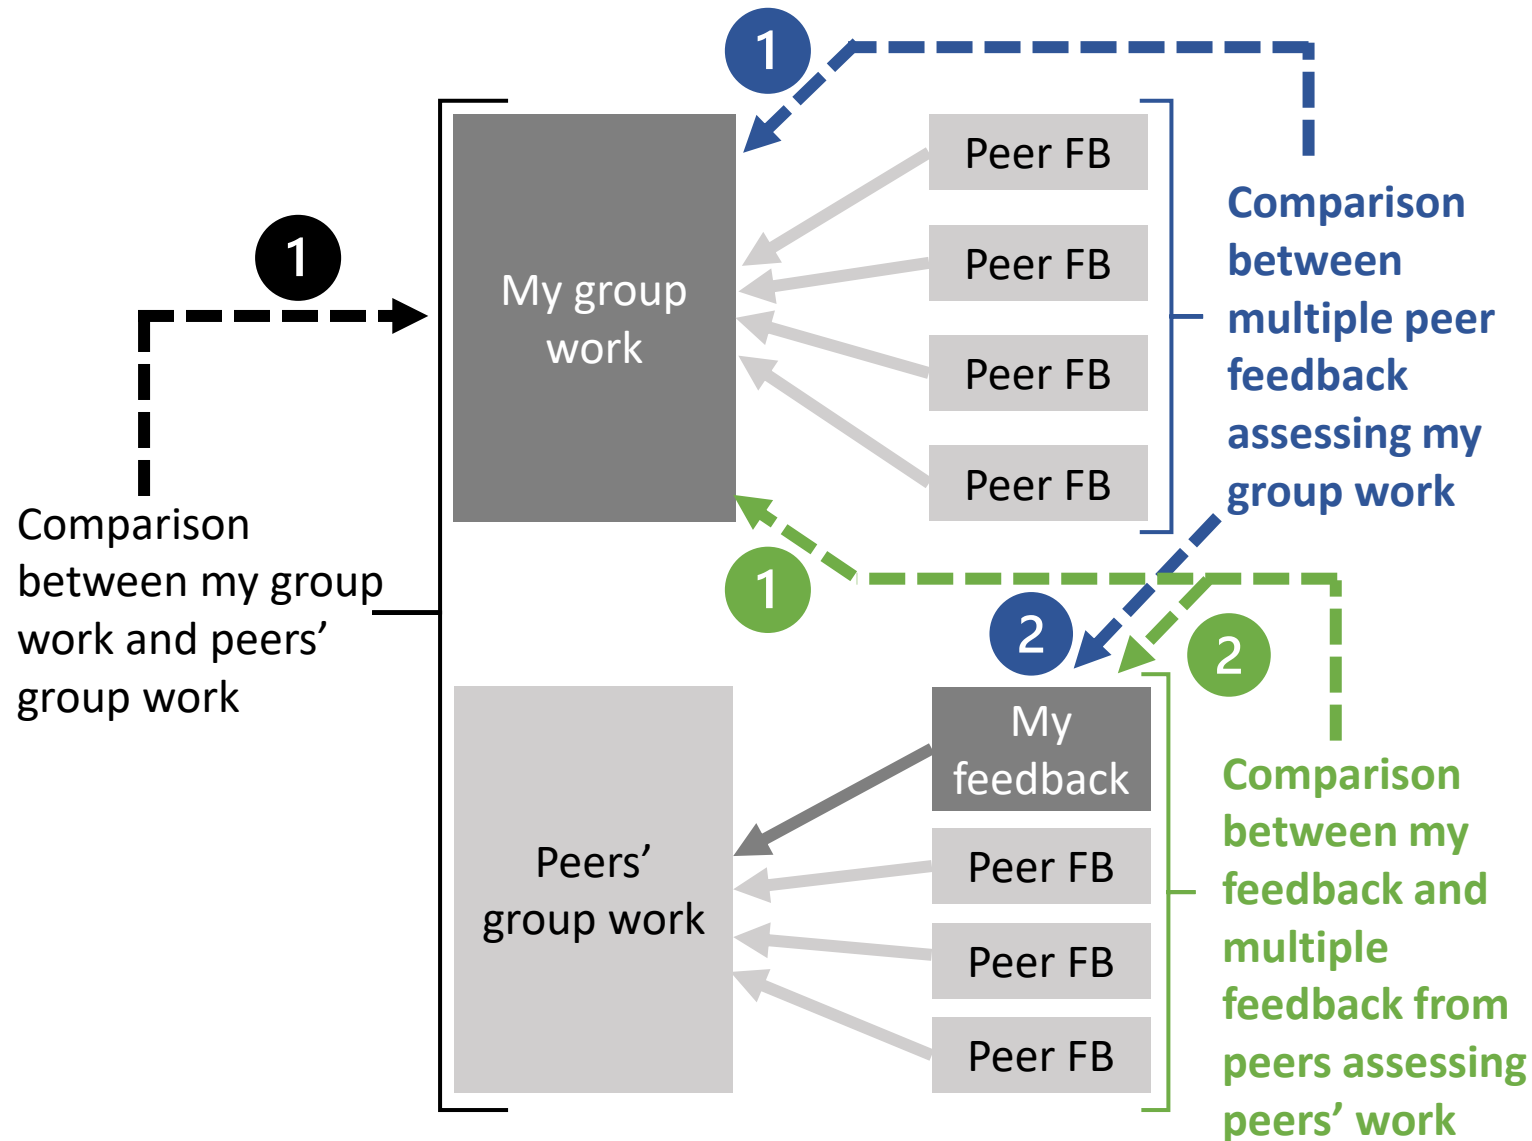 1
Comparison
between my group
work and peers’
group work
My group
work
Peer FB
Peer FB
Peer FB
Peer FB
1
Comparison
between
multiple peer
feedback
assessing my
group work
1
2
2
Peers’
group work
My
feedback
Peer FB
Peer FB
Peer FB
Comparison
between my
feedback and
multiple
feedback from
peers assessing
peers’ work